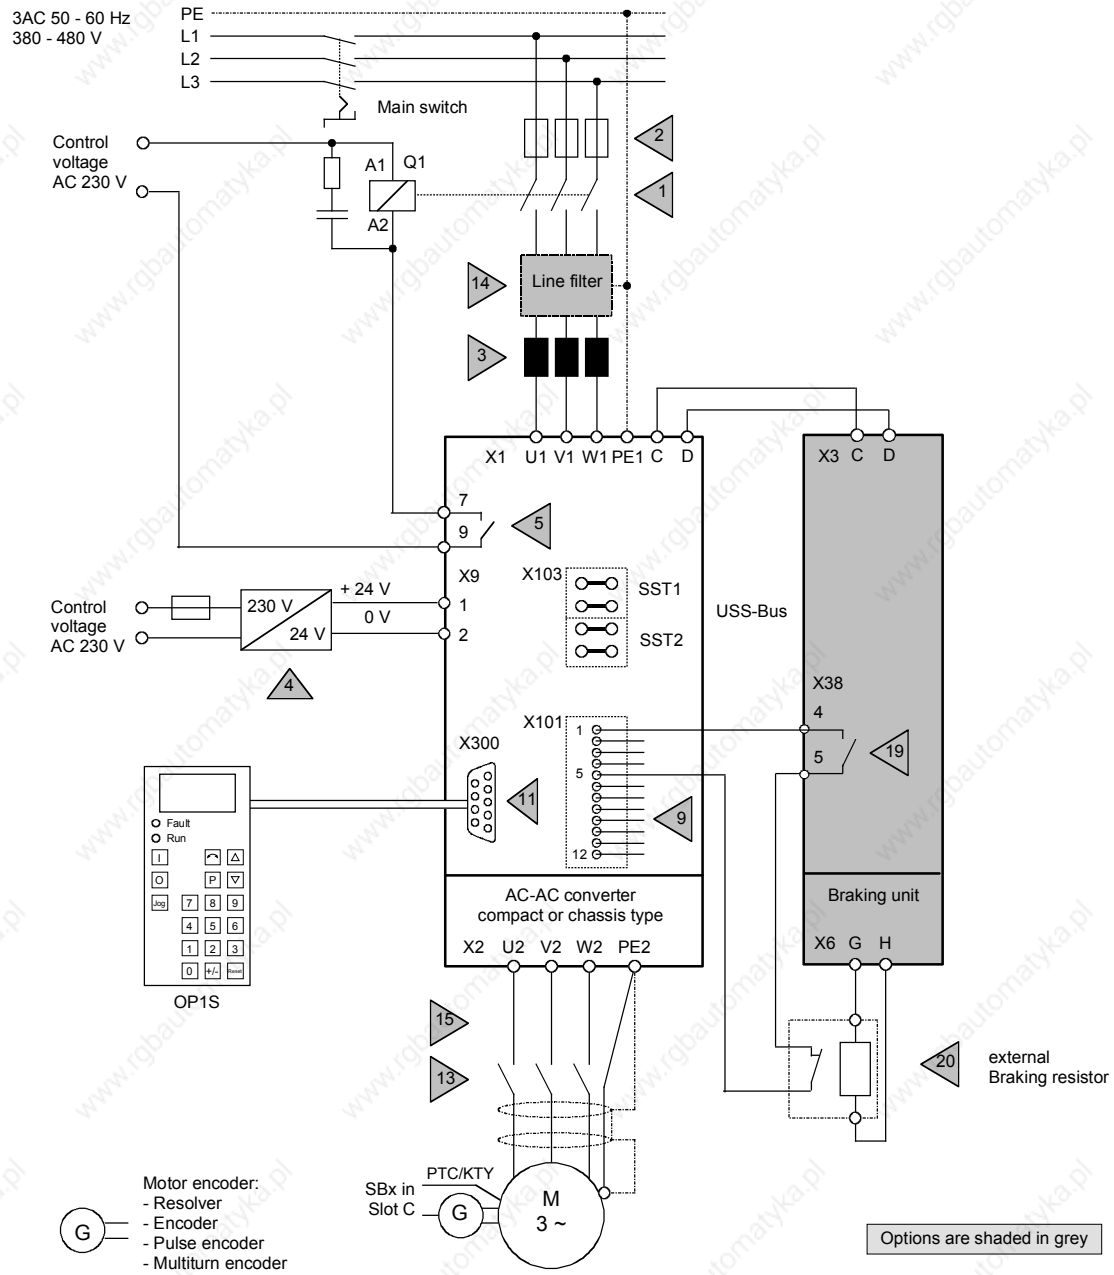 3AC 50 - 60 Hz
380 - 480 V
PE
L1
L2
L3
Main switch
Control
voltage
AC 230 V
A1
Q1
A2
2
1
14
Line filter
3
X1
U1
V1
W1
PE1
C
D
X3
C
D
7
9
5
X9
X103
SST1
SST2
USS-Bus
Control
voltage
AC 230 V
230 V
24 V
+ 24 V
0 V
1
2
4
X38
4
5
19
X101
1
5
12
9
X300
11
Fault
Run
I
O
P
Jog
7
8
9
4
5
6
1
2
3
0
+/-
Reset
OP1S
AC-AC converter
compact or chassis type
Braking unit
X2
U2
V2
W2
PE2
X6
G
H
15
13
20
external
Braking resistor
PTC/KTY
SBx in
Slot C
G
M
3 ~
G
Motor encoder:
- Resolver
- Encoder
- Pulse encoder
- Multiturn encoder
Options are shaded in grey
www.rgbautomatyka.pl